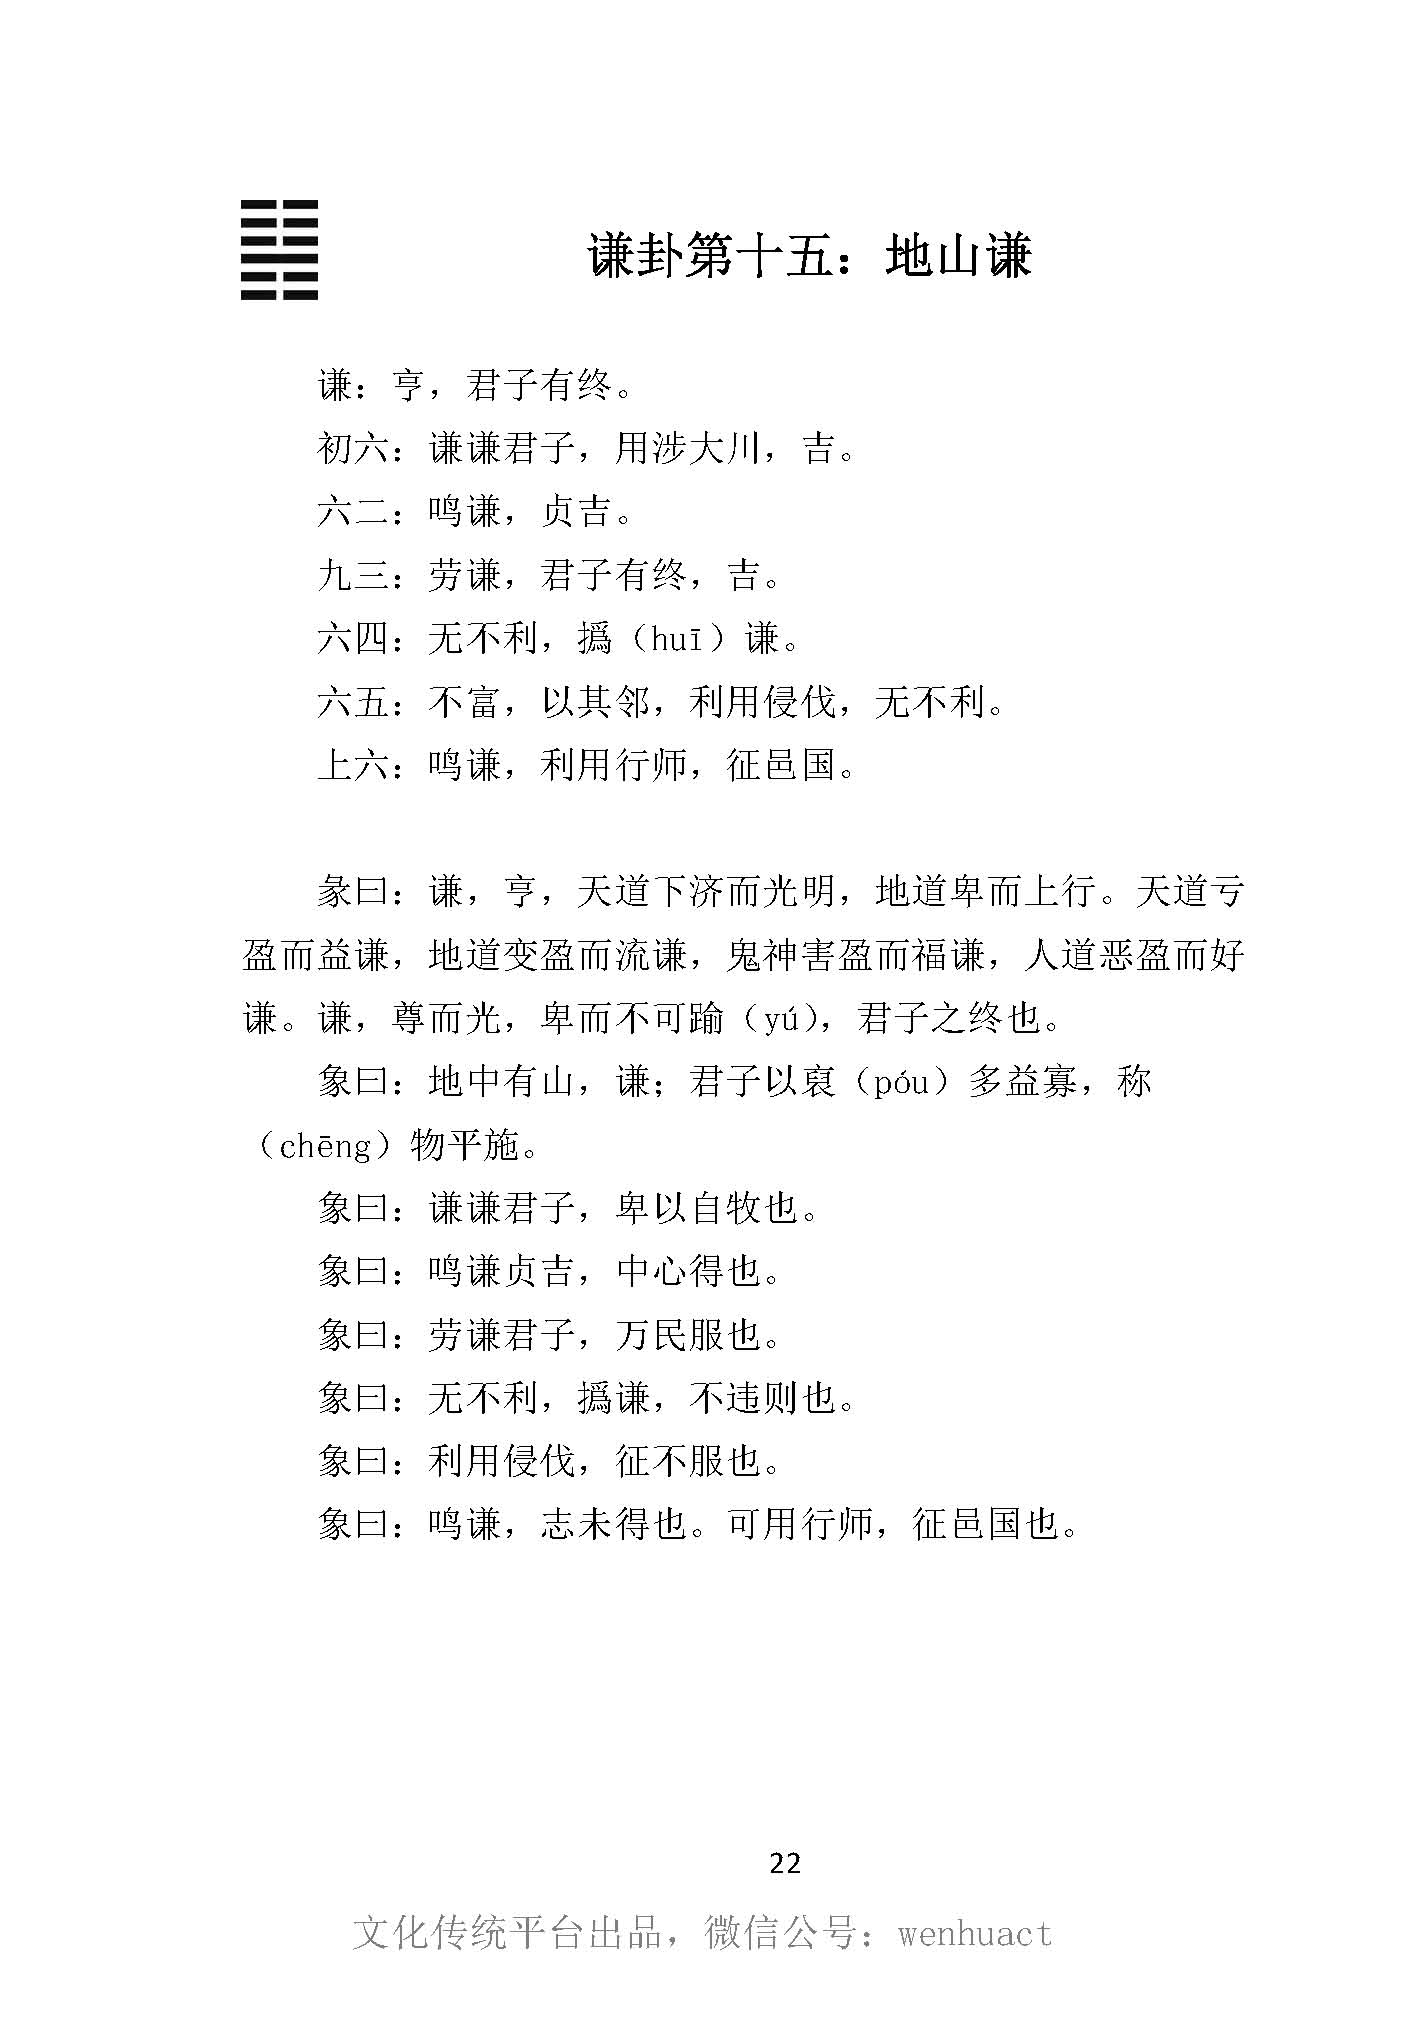 谦卦第十五：地山谦
谦：亨，君子有终。
初六：谦谦君子，用涉大川，吉。
六二：鸣谦，贞吉。
九三：劳谦，君子有终，吉。
六四：无不利，撝（huī）谦。
六五：不富，以其邻，利用侵伐，无不利。
上六：鸣谦，利用行师，征邑国。
彖曰：谦，亨，天道下济而光明，地道卑而上行。天道亏
盈而益谦，地道变盈而流谦，鬼神害盈而福谦，人道恶盈而好
谦。谦，尊而光，卑而不可踰（yú），君子之终也。
象曰：地中有山，谦；君子以裒（póu）多益寡，称
（chēng）物平施。
象曰：谦谦君子，卑以自牧也。
象曰：鸣谦贞吉，中心得也。
象曰：劳谦君子，万民服也。
象曰：无不利，撝谦，不违则也。
象曰：利用侵伐，征不服也。
象曰：鸣谦，志未得也。可用行师，征邑国也。
22
文化传统平台出品，微信公号：wenhuact